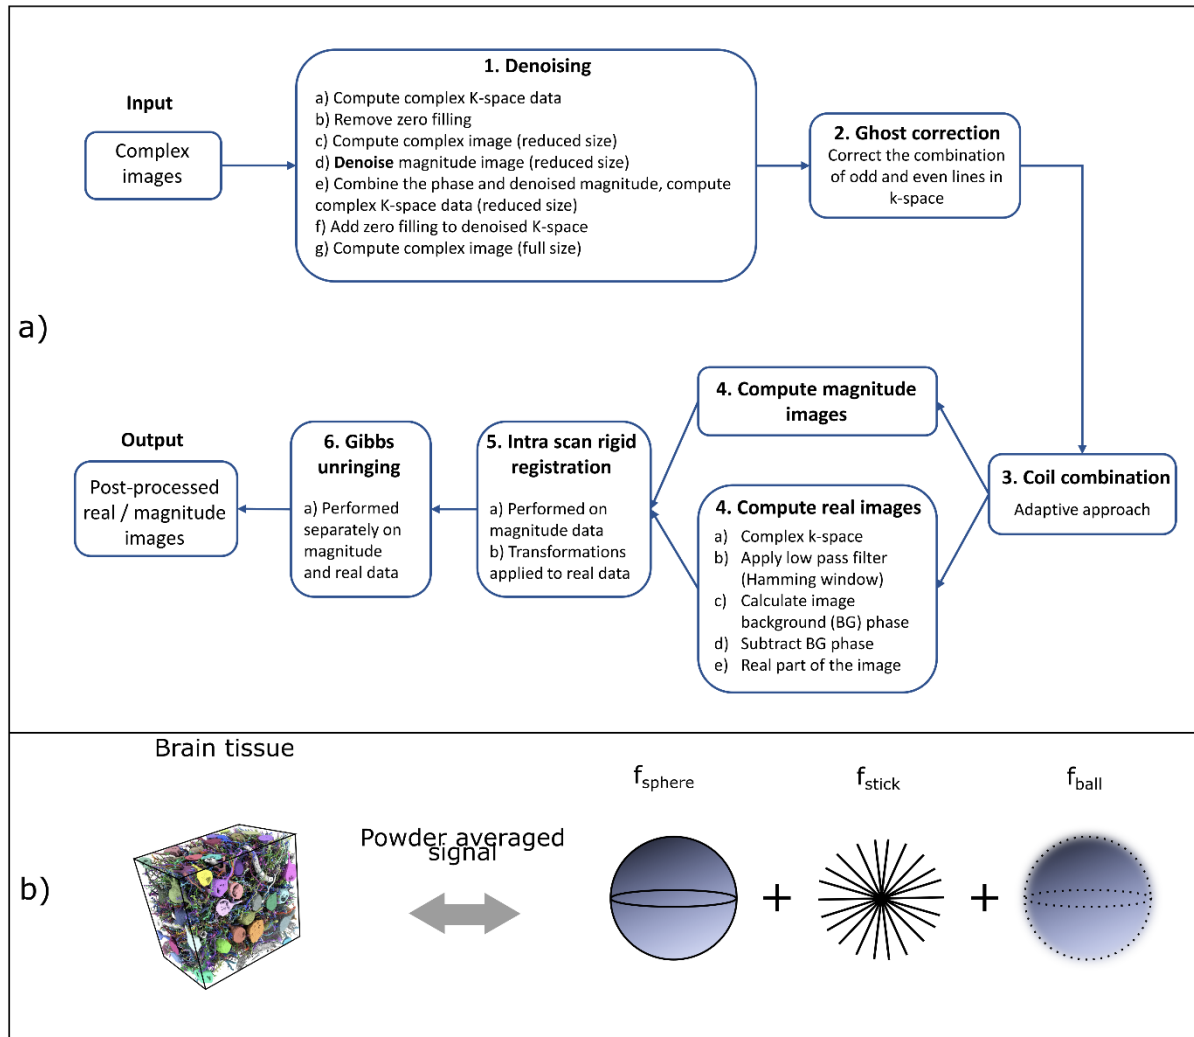 a)
Input
Complex
images
1. Denoising
a) Compute complex K-space data
b) Remove zero filling
c) Compute complex image (reduced size)
d) Denoise magnitude image (reduced size)
e) Combine the phase and denoised magnitude, compute
complex K-space data (reduced size)
f) Add zero filling to denoised K-space
g) Compute complex image (full size)
2. Ghost correction
Correct the combination
of odd and even lines in
k-space
3. Coil combination
Adaptive approach
4. Compute magnitude
images
4. Compute real images
a) Complex k-space
b) Apply low pass filter
(Hamming window)
c) Calculate image
background (BG) phase
d) Subtract BG phase
e) Real part of the image
5. Intra scan rigid
registration
a) Performed on
magnitude data
b) Transformations
applied to real data
6. Gibbs
unringing
a) Performed
separately on
magnitude
and real data
Output
Post-processed
real / magnitude
images
b)
Brain tissue
Powder averaged
signal
fsphere
+
fstick
+
fball